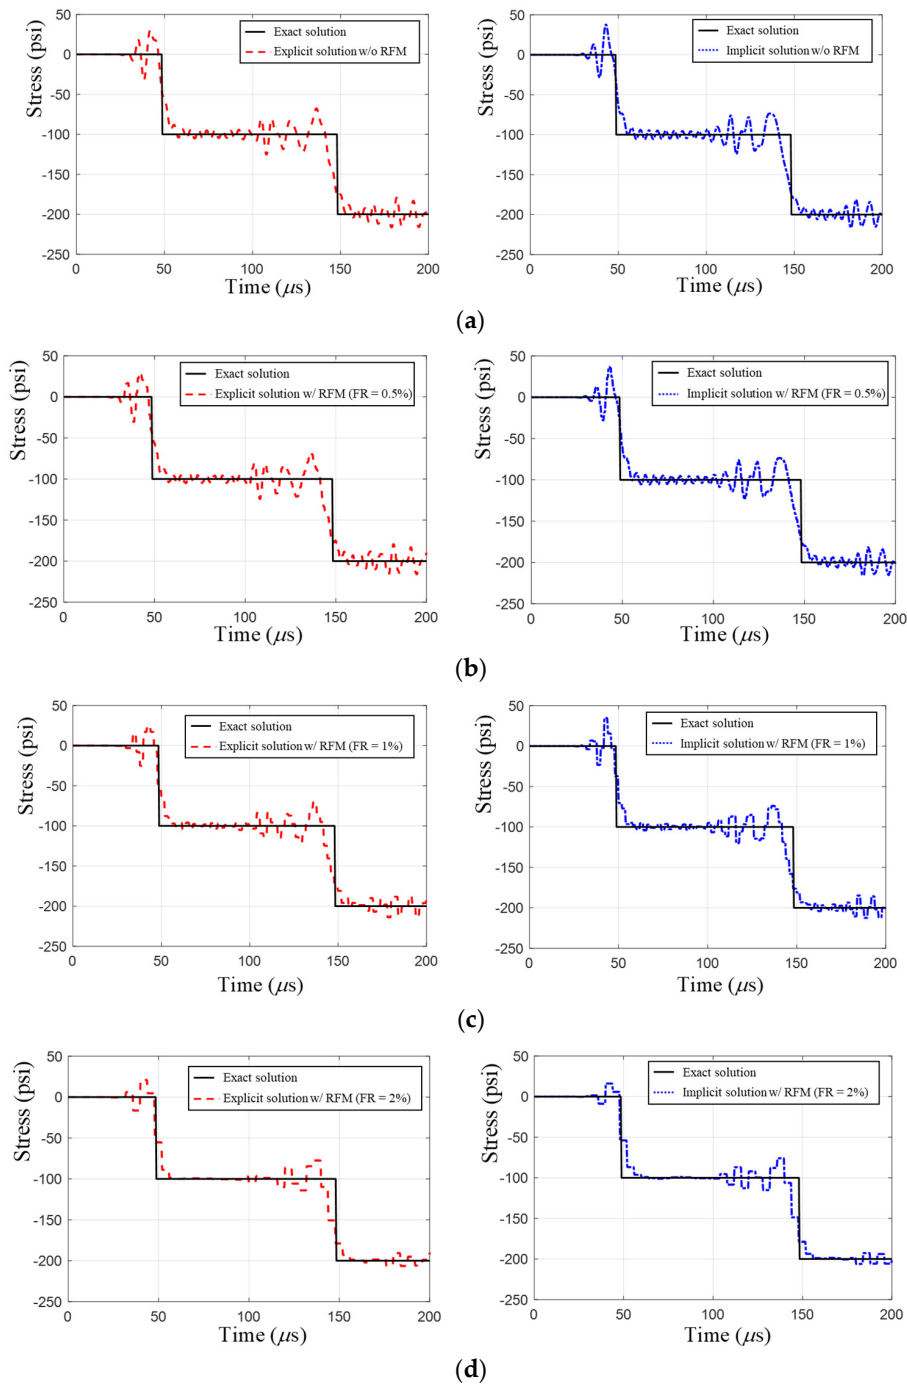 50
0
-50
-100
-150
-200
-250
Stress (psi)
Exact solution
Explicit solution w/o RFM
0
50
100
150
200
Time (μs)
50
0
-50
-100
-150
-200
-250
Stress (psi)
Exact solution
Implicit solution w/o RFM
0
50
100
150
200
Time (μs)
(a)
50
0
-50
-100
-150
-200
-250
Stress (psi)
Exact solution
Explicit solution w/ RFM (FR = 0.5%)
0
50
100
150
200
Time (μs)
50
0
-50
-100
-150
-200
-250
Stress (psi)
Exact solution
Implicit solution w/ RFM (FR = 0.5%)
0
50
100
150
200
Time (μs)
(b)
50
0
-50
-100
-150
-200
-250
Stress (psi)
Exact solution
Explicit solution w/ RFM (FR = 1%)
0
50
100
150
200
Time (μs)
50
0
-50
-100
-150
-200
-250
Stress (psi)
Exact solution
Implicit solution w/ RFM (FR = 1%)
0
50
100
150
200
Time (μs)
(c)
50
0
-50
-100
-150
-200
-250
Stress (psi)
Exact solution
Explicit solution w/ RFM (FR = 2%)
0
50
100
150
200
Time (μs)
50
0
-50
-100
-150
-200
-250
Stress (psi)
Exact solution
Implicit solution w/ RFM (FR = 2%)
0
50
100
150
200
Time (μs)
(d)